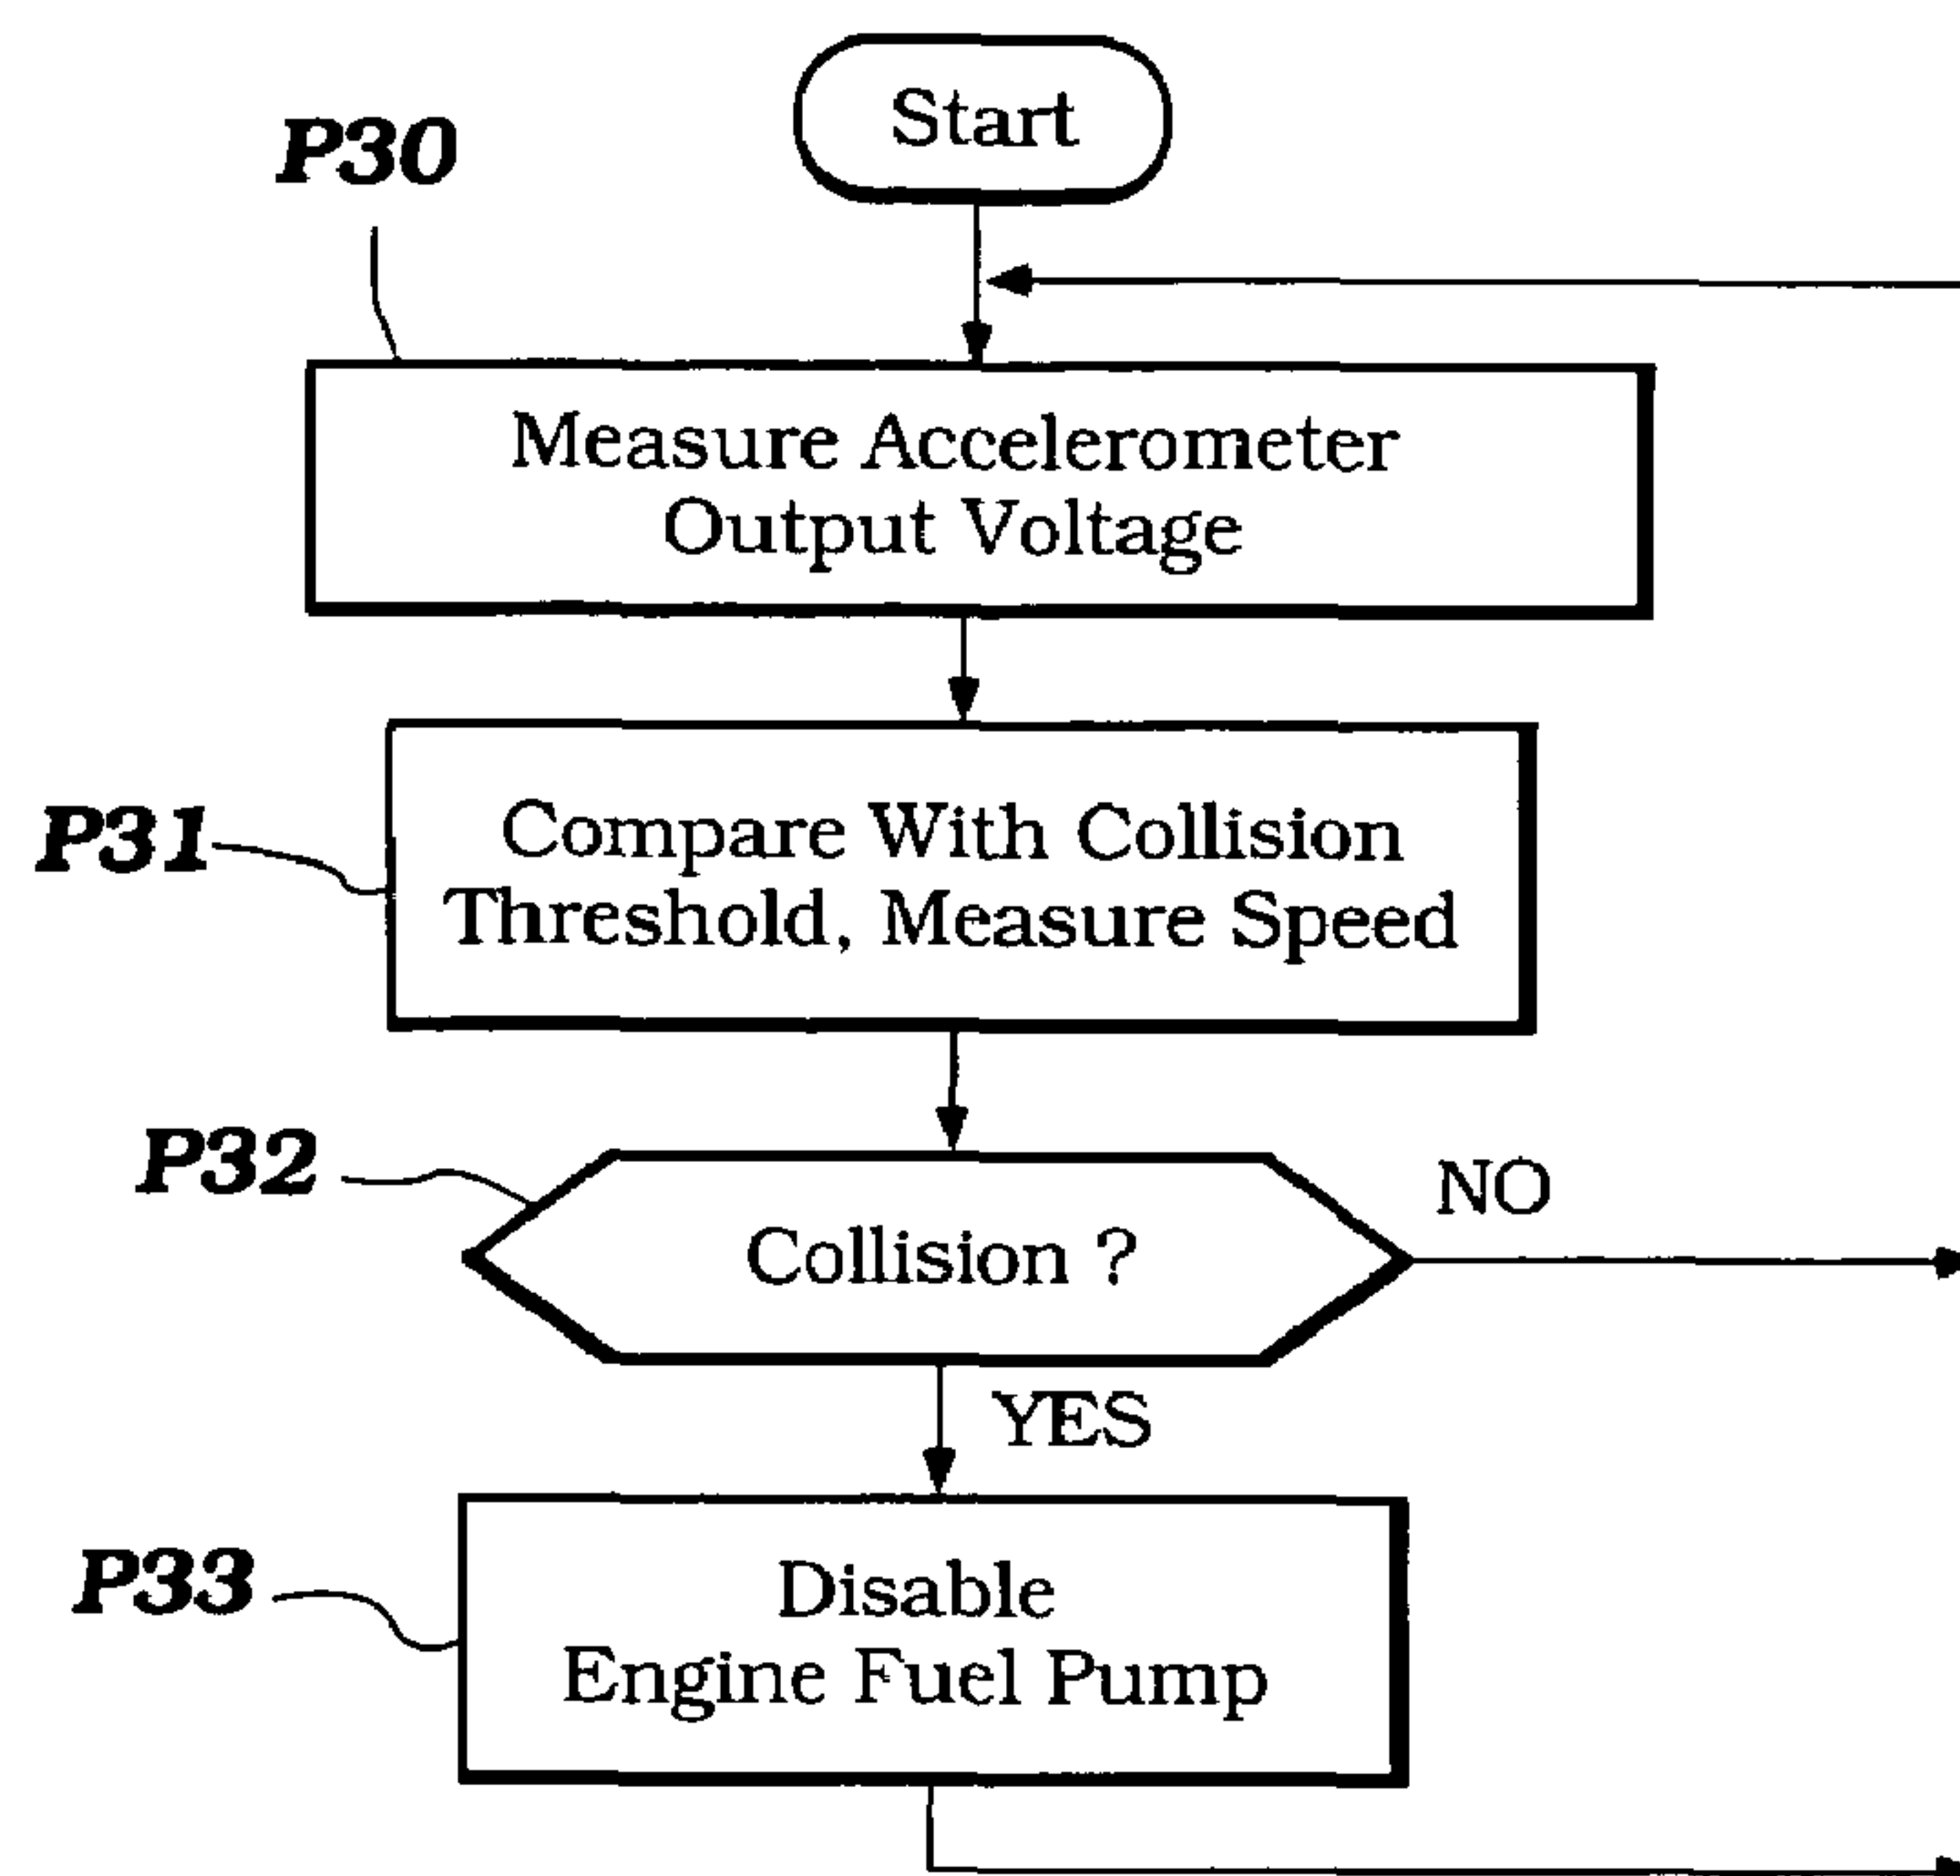 Start
P30
Measure Accelerometer
Output Voltage
P31
Compare With Collision
Threshold, Measure Speed
P32
Collision ?
NO
YES
P33
Disable
Engine Fuel Pump